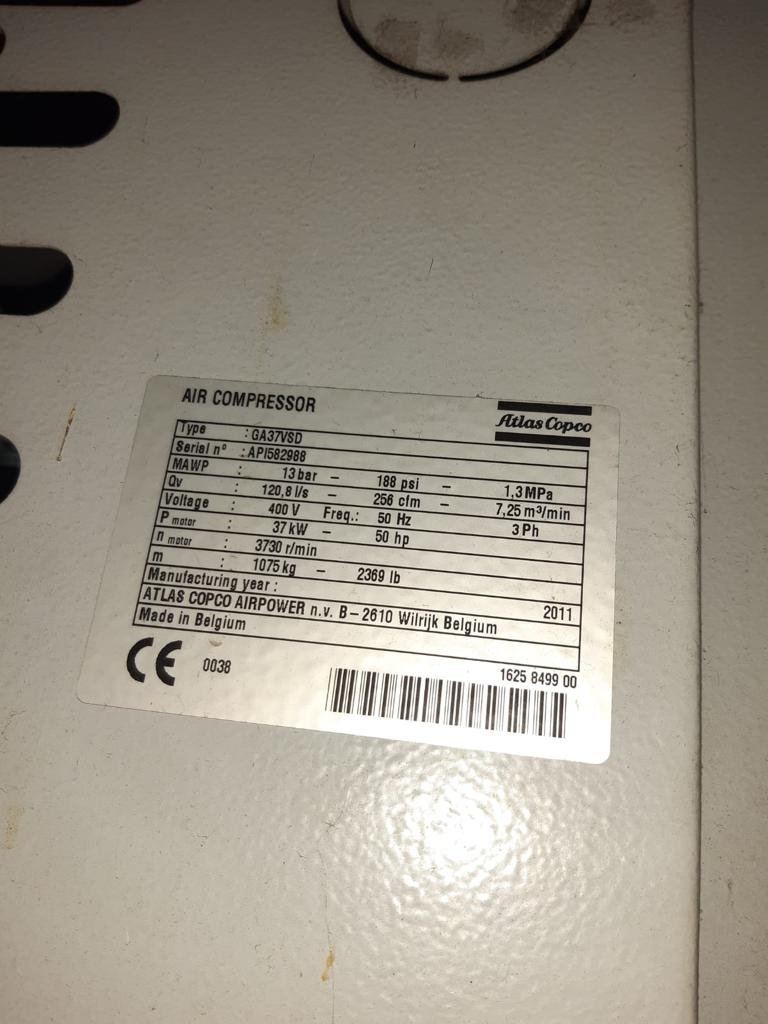 AIR COMPRESSOR
Atlas Copco
Type : GA37VSD
Serial n° : API582988
MAWP : 13 bar – 188 psi – 1,3 MPa
Qv : 120,8 l/s – 256 cfm – 7,25 m³/min
Voltage : 400 V Freq.: 50 Hz 3 Ph
P motor : 37 kW – 50 hp
n motor : 3730 r/min
m : 1075 kg – 2369 lb
Manufacturing year : 2011
ATLAS COPCO AIRPOWER n.v. B – 2610 Wilrijk Belgium
Made in Belgium
CE 0038
1625 8499 00